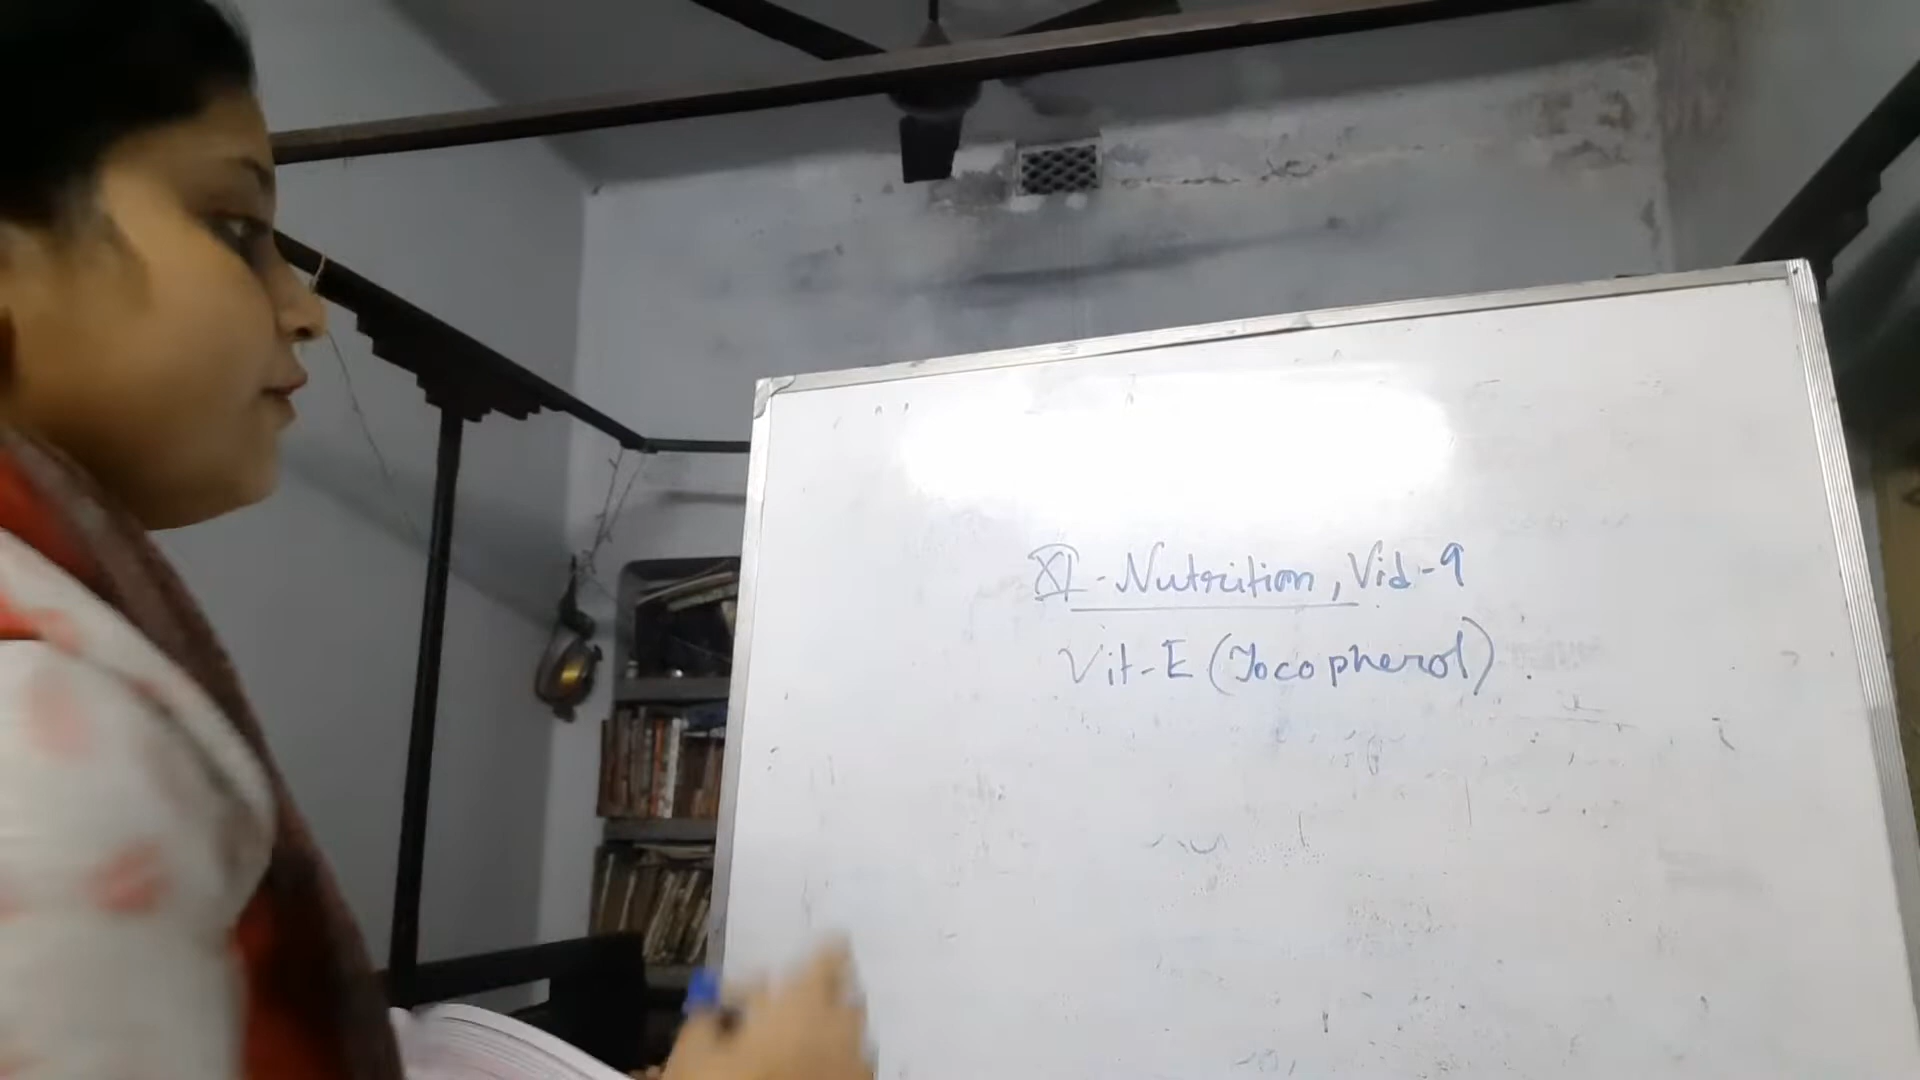 XI - Nutrition, Vid-9
Vit-E (Tocopherol)